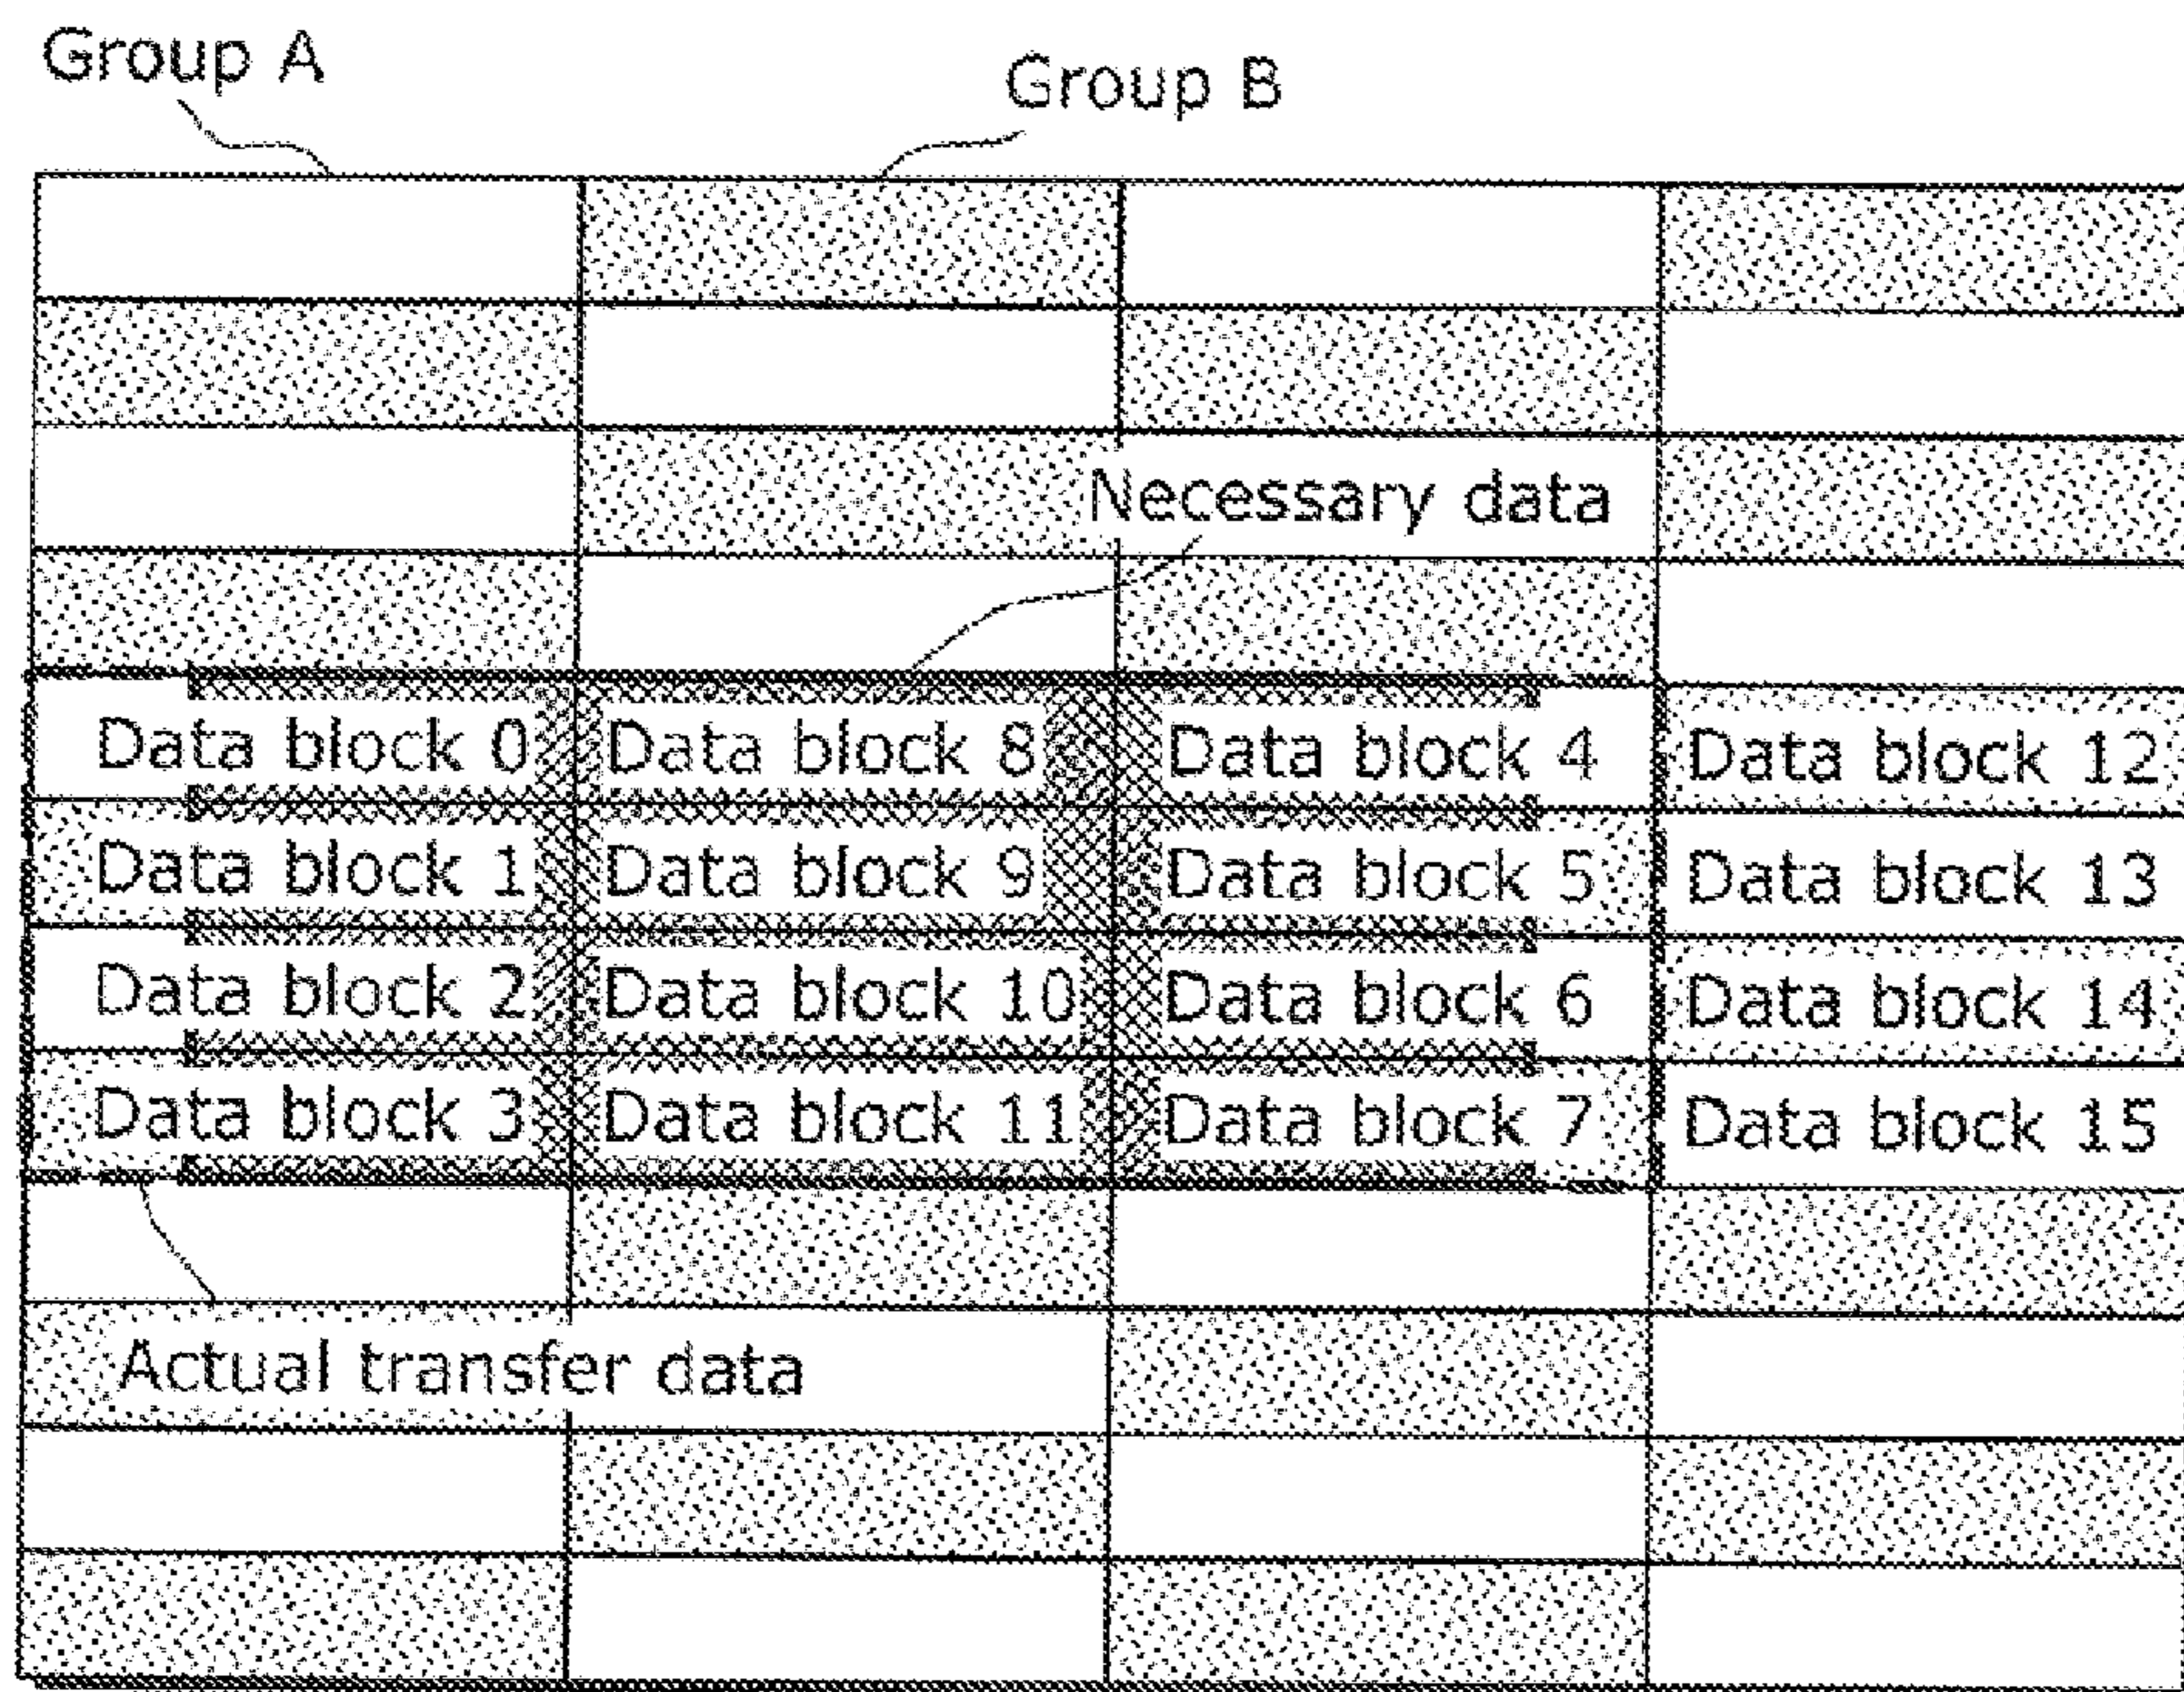 Group A
Group B
Necessary data
Data block 0
Data block 8
Data block 4
Data block 12
Data block 1
Data block 9
Data block 5
Data block 13
Data block 2
Data block 10
Data block 6
Data block 14
Data block 3
Data block 11
Data block 7
Data block 15
Actual transfer data